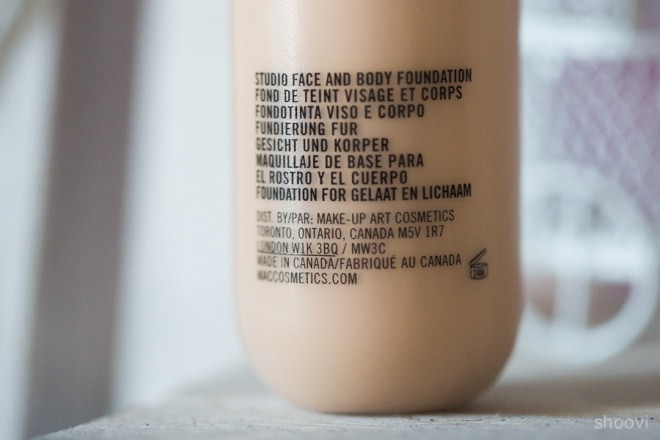 STUDIO FACE AND BODY FOUNDATION
FOND DE TEINT VISAGE ET CORPS
FONDOTINTA VISO E CORPO
FUNDIERUNG FUR
GESICHT UND KORPER
MAQUILLAJE DE BASE PARA
EL ROSTRO Y EL CUERPO
FOUNDATION FOR GELAAT EN LICHAAM
DIST. BY/PAR: MAKE-UP ART COSMETICS
TORONTO, ONTARIO, CANADA M5V 1R7
LONDON W1K 3BQ / MW3C
MADE IN CANADA/FABRIQUÉ AU CANADA
MACCOSMETICS.COM
24M
shoovi